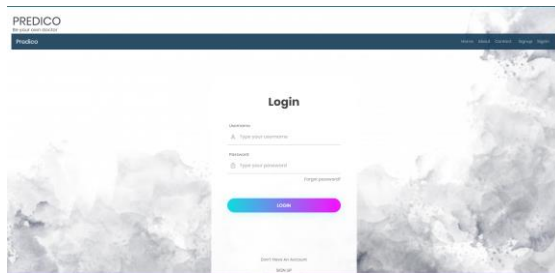 PREDICO
Be your own doctor
Predico
Home About Contact Signup Signin
Login
Username
Type your username
Password
Type your password
Forgot password?
LOGIN
Don't have an account
SIGN UP